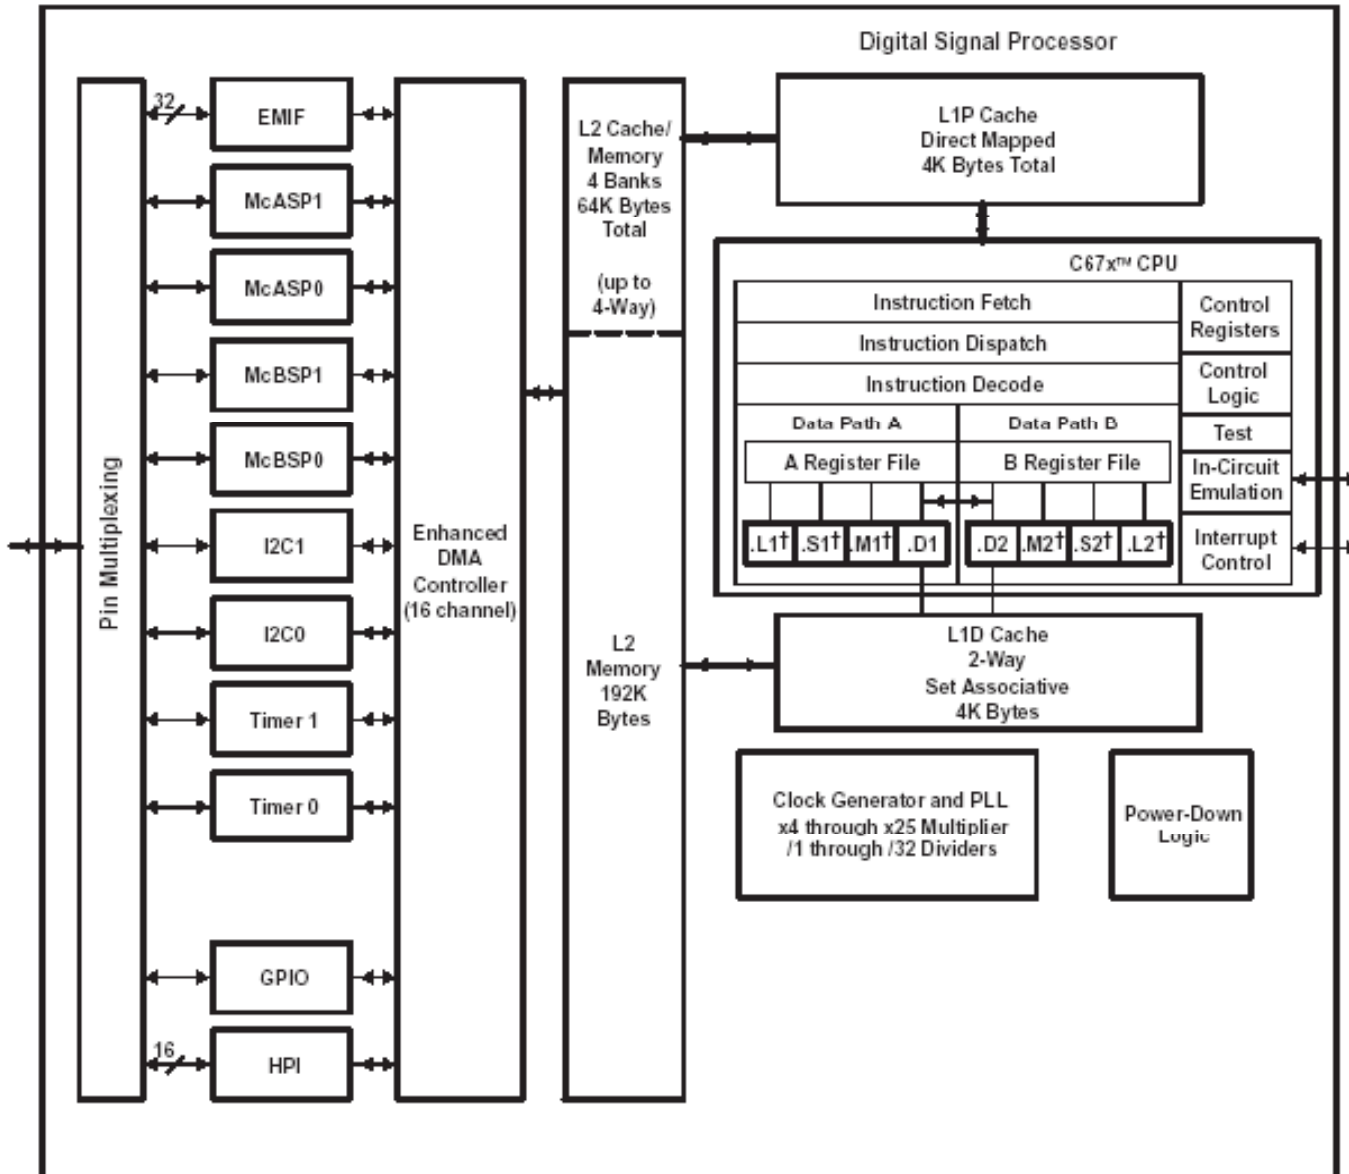 Digital Signal Processor
32
EMIF
McASP1
McASP0
McBSP1
McBSP0
I2C1
I2C0
Timer 1
Timer 0
GPIO
16
HPI
Pin Multiplexing
Enhanced
DMA
Controller
(16 channel)
L2 Cache/
Memory
4 Banks
64K Bytes
Total
(up to
4-Way)
L2
Memory
192K
Bytes
L1P Cache
Direct Mapped
4K Bytes Total
C67x™ CPU
Instruction Fetch
Instruction Dispatch
Instruction Decode
Data Path A
Data Path B
A Register File
B Register File
.L1† .S1† .M1† .D1
.D2 .M2† .S2† .L2†
Control
Registers
Control
Logic
Test
In-Circuit
Emulation
Interrupt
Control
L1D Cache
2-Way
Set Associative
4K Bytes
Clock Generator and PLL
x4 through x25 Multiplier
/1 through /32 Dividers
Power-Down
Logic